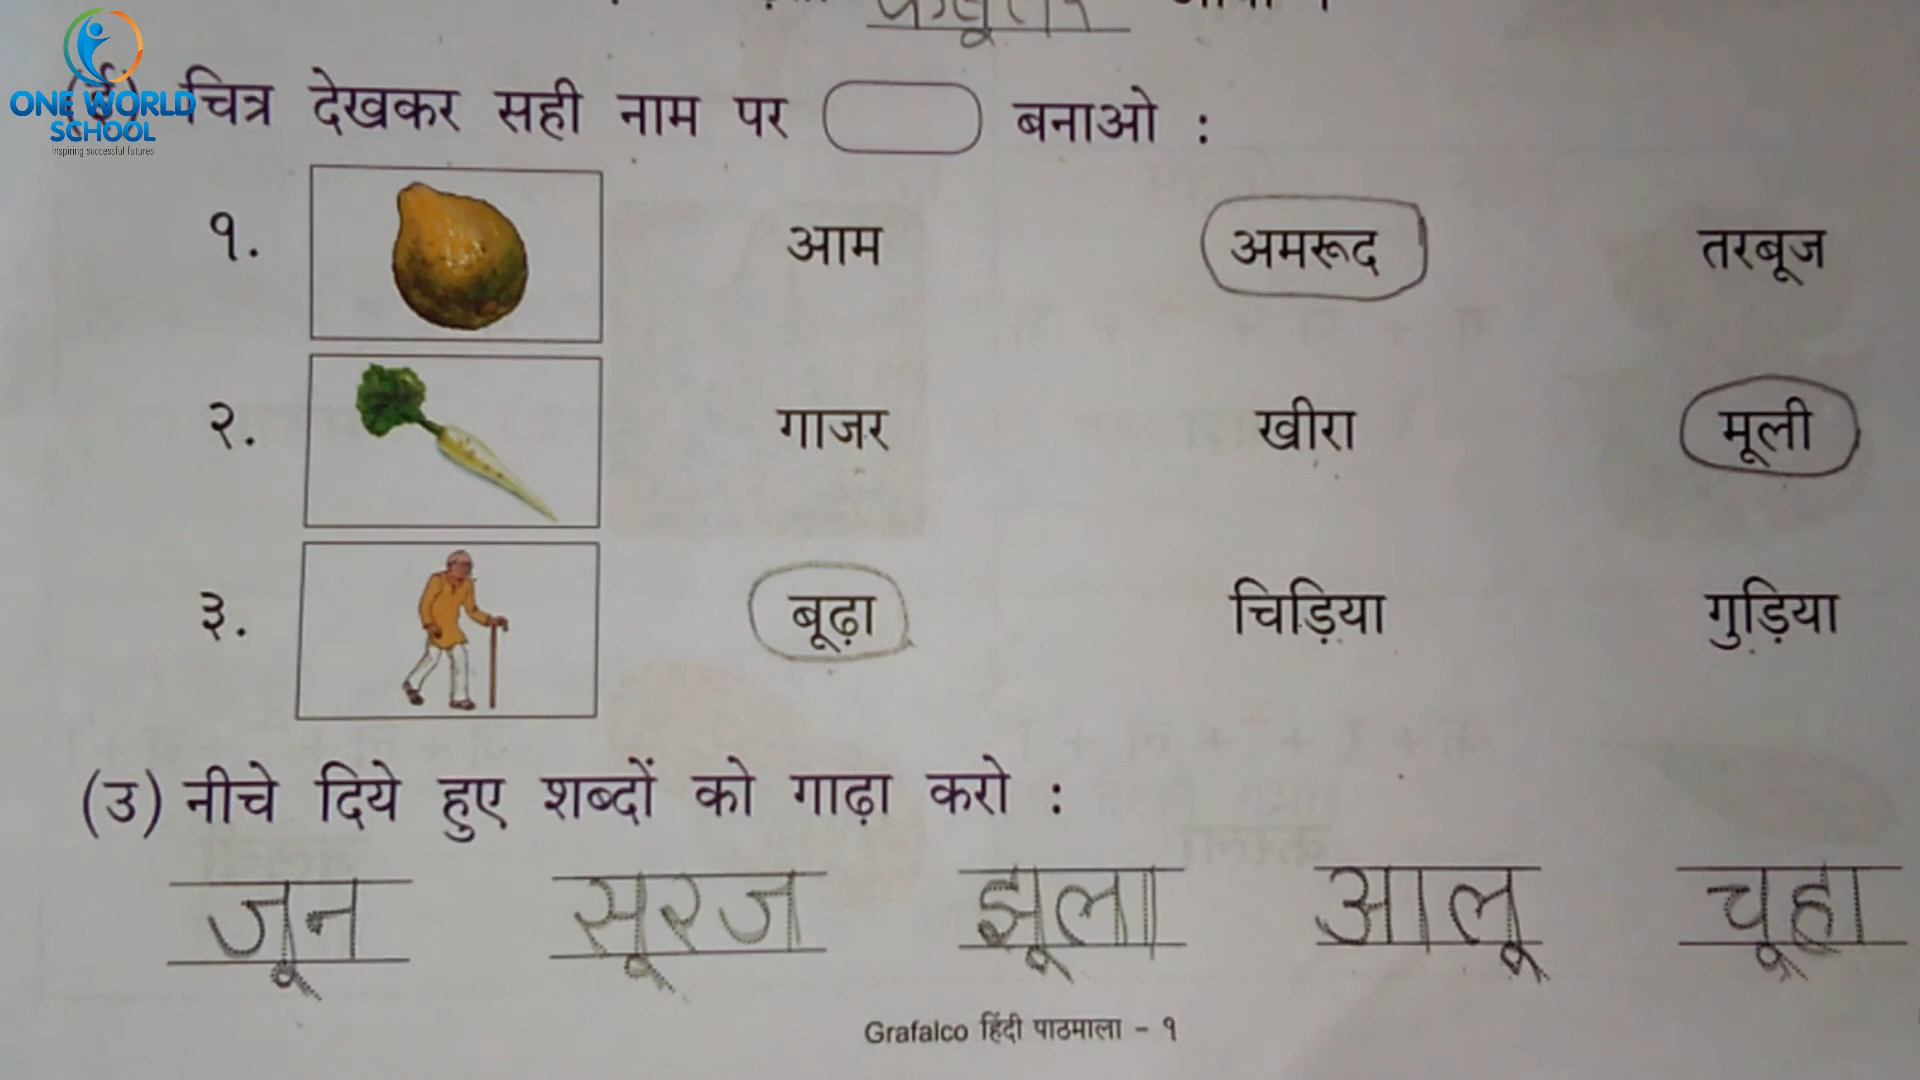 ONE WORLD
SCHOOL
Inspiring successful futures
(ई) चित्र देखकर सही नाम पर बनाओ :
१. आम अमरूद तरबूज
२. गाजर खीरा मूली
३. बूढ़ा चिड़िया गुड़िया
(उ) नीचे दिये हुए शब्दों को गाढ़ा करो :
जून सूरज झूला आलू चूहा
Grafalco हिंदी पाठमाला - १